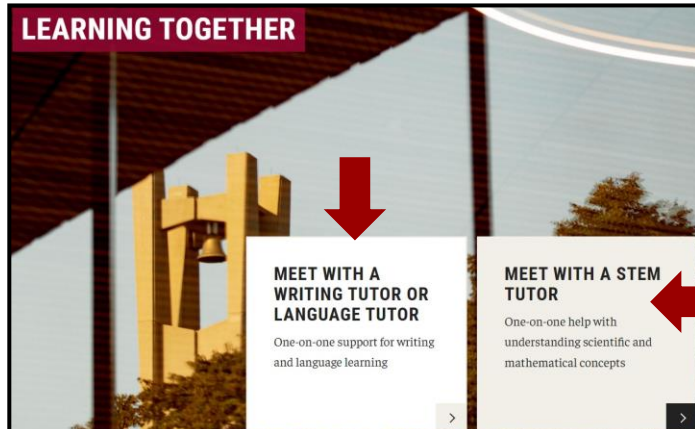 LEARNING TOGETHER
MEET WITH A
WRITING TUTOR OR
LANGUAGE TUTOR
One-on-one support for writing
and language learning
MEET WITH A STEM
TUTOR
One-on-one help with
understanding scientific and
mathematical concepts